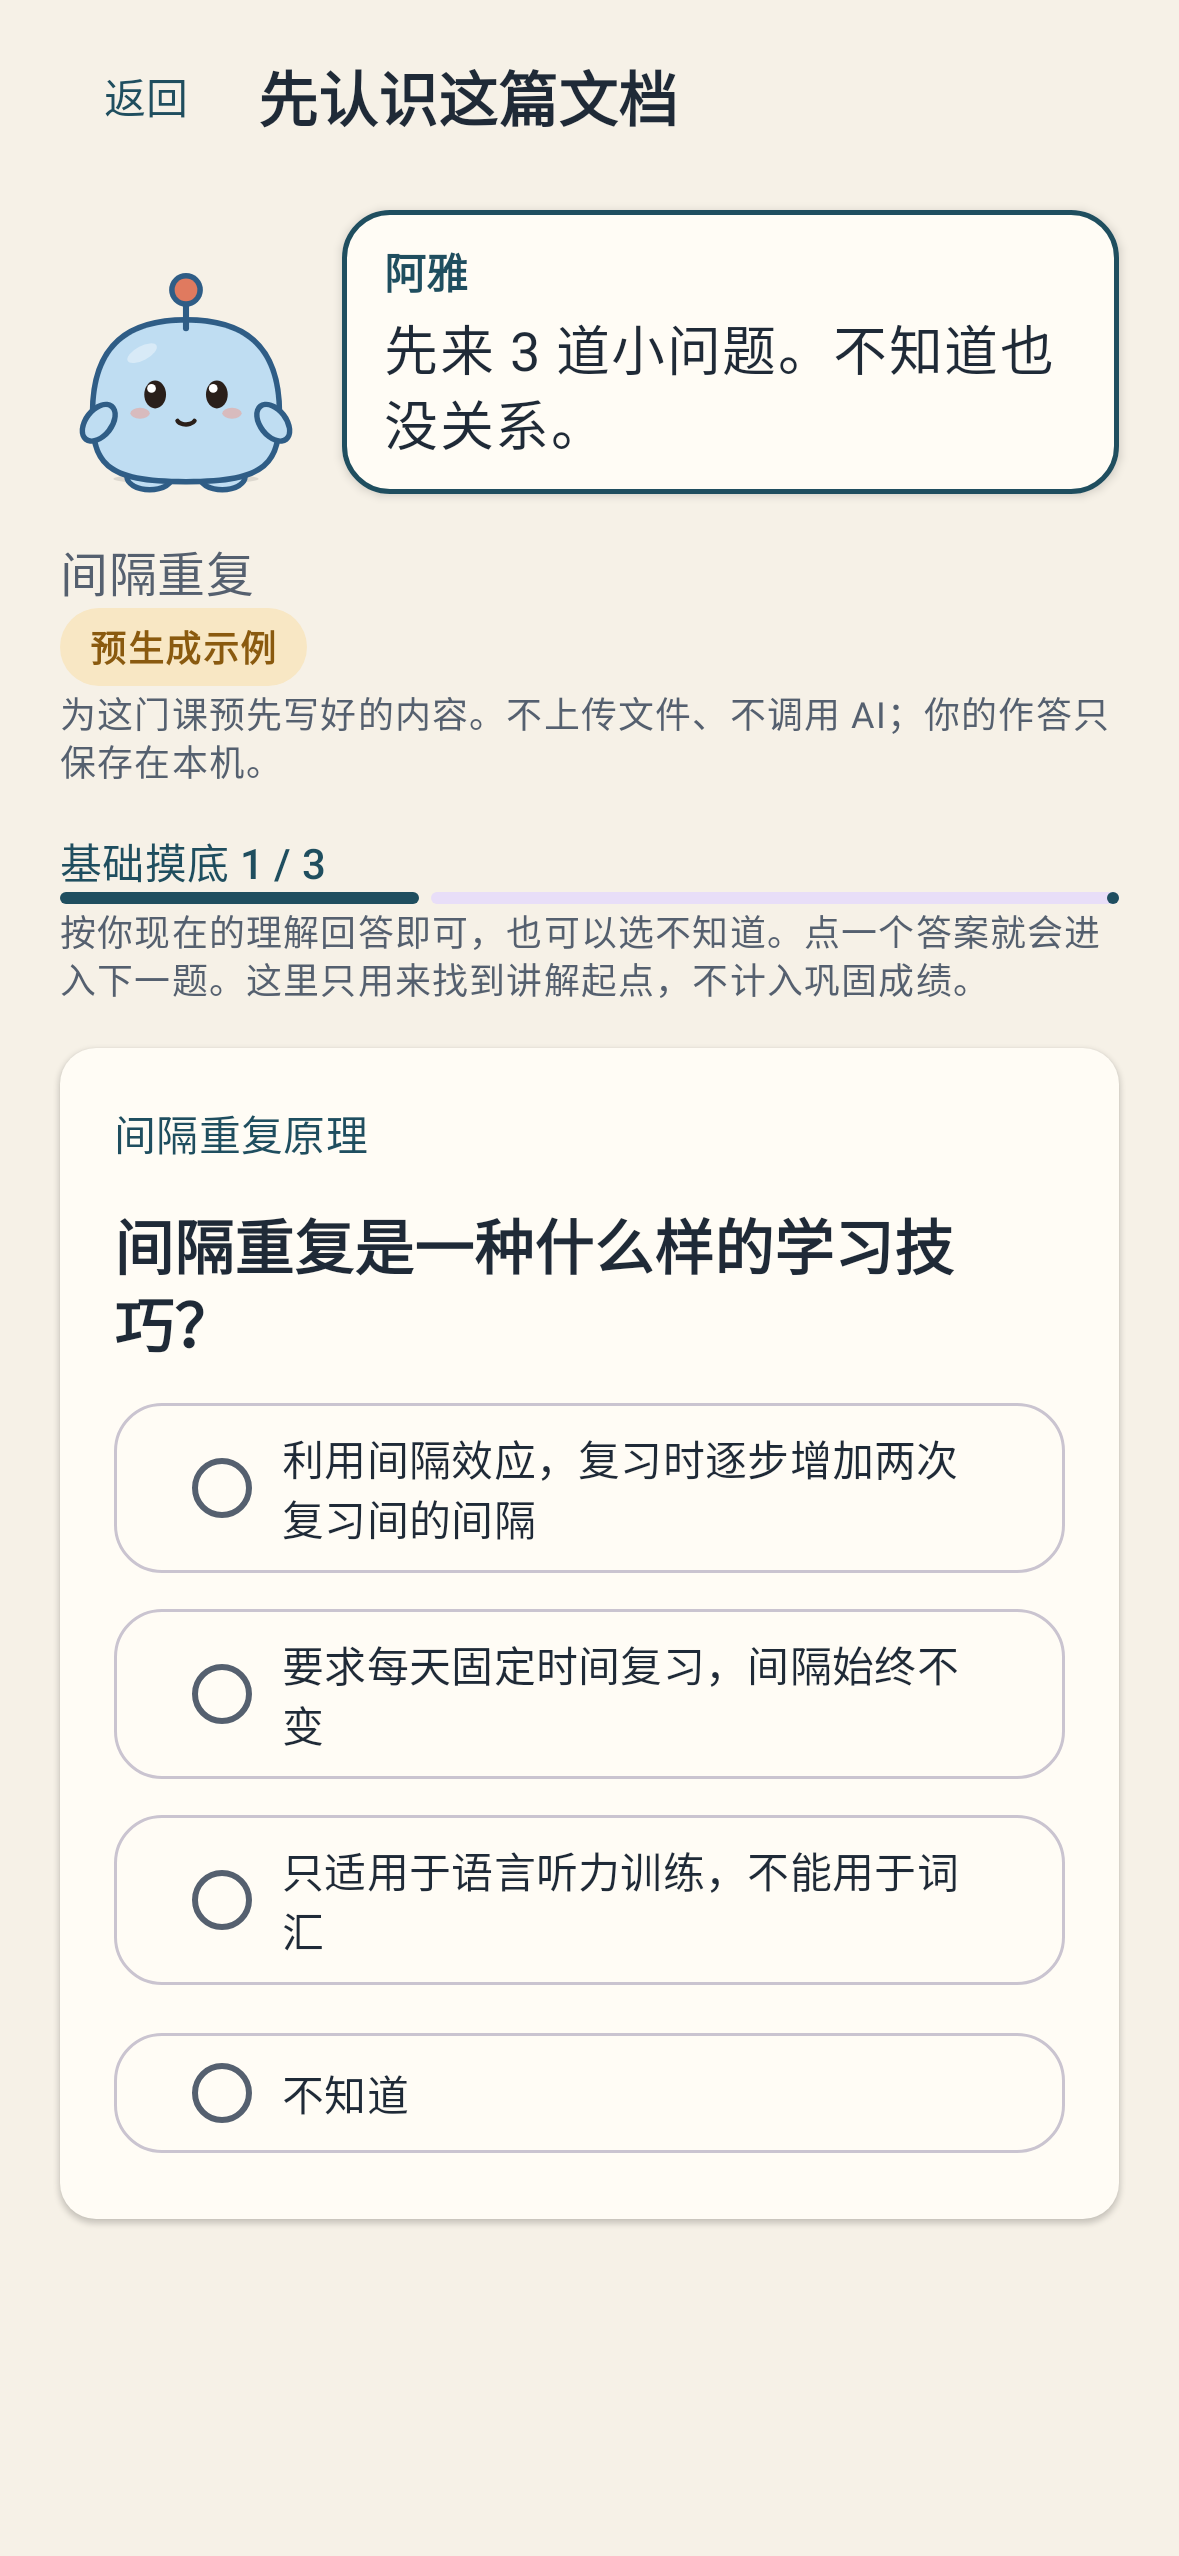 返回
先认识这篇文档
阿雅
先来 3 道小问题。不知道也
没关系。
间隔重复
预生成示例
为这门课预先写好的内容。不上传文件、不调用 AI；你的作答只
保存在本机。
基础摸底 1 / 3
按你现在的理解回答即可，也可以选不知道。点一个答案就会进
入下一题。这里只用来找到讲解起点，不计入巩固成绩。
间隔重复原理
间隔重复是一种什么样的学习技
巧？
利用间隔效应，复习时逐步增加两次
复习间的间隔
要求每天固定时间复习，间隔始终不
变
只适用于语言听力训练，不能用于词
汇
不知道